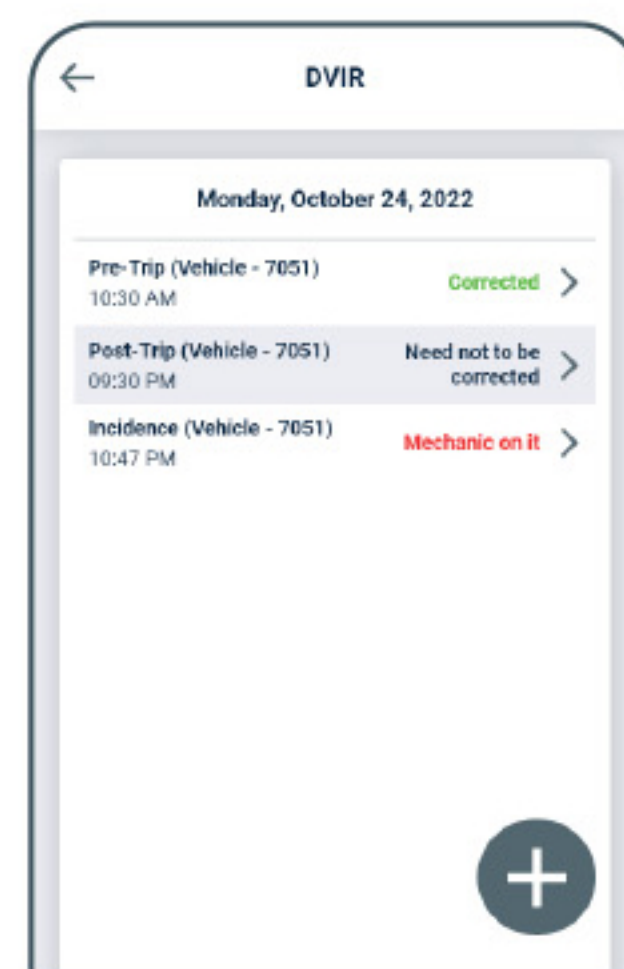 DVIR
Monday, October 24, 2022
Pre-Trip (Vehicle - 7051)
Corrected
10:30 AM
Post-Trip (Vehicle - 7051)
Need not to be
corrected
09:30 PM
Incidence (Vehicle - 7051)
Mechanic on it
10:47 PM